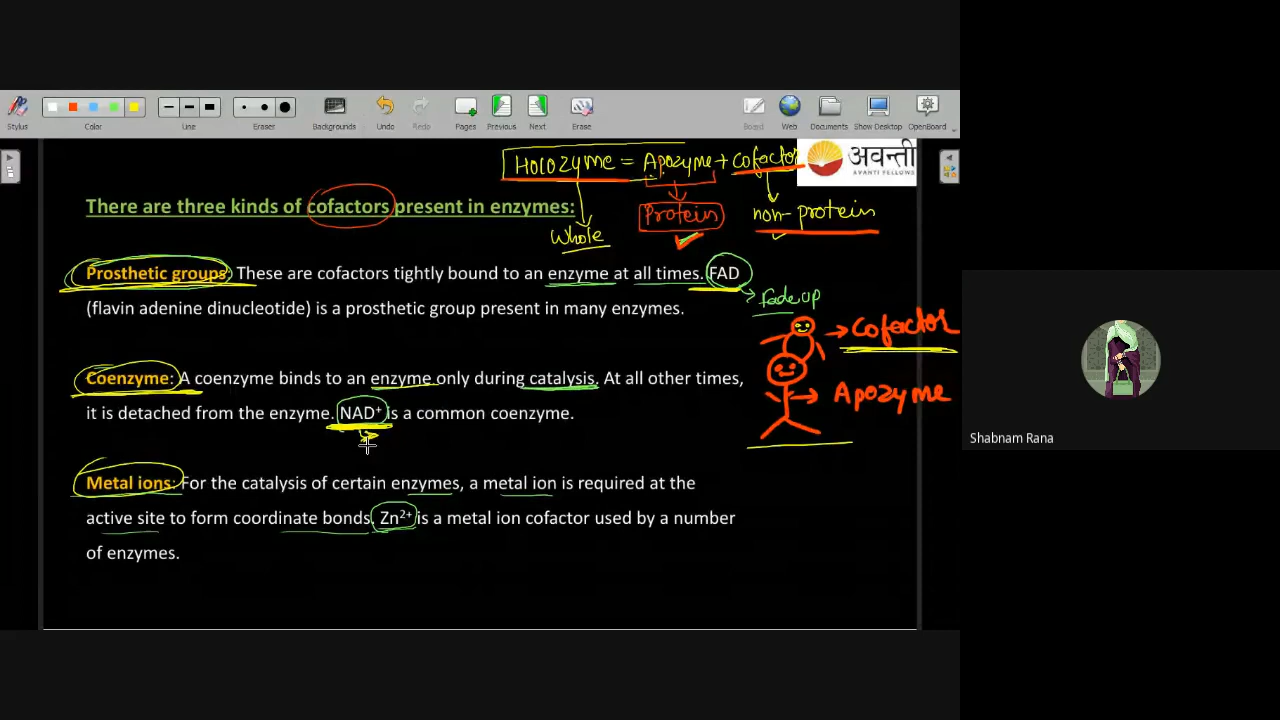 Stylus
Color
Line
Eraser
Backgrounds
Undo
Redo
Pages
Previous
Next
Erase
Board
Web
Documents
Show Desktop
OpenBoard
Holozyme = Apozyme + Cofactor
अवन्ती
AVANTI FELLOWS
There are three kinds of cofactors present in enzymes:
Protein
non-protein
Whole
Prosthetic groups: These are cofactors tightly bound to an enzyme at all times. FAD
(flavin adenine dinucleotide) is a prosthetic group present in many enzymes.
Fade up
Cofactor
Coenzyme: A coenzyme binds to an enzyme only during catalysis. At all other times,
it is detached from the enzyme. NAD⁺ is a common coenzyme.
Apozyme
Metal ions: For the catalysis of certain enzymes, a metal ion is required at the
active site to form coordinate bonds. Zn²⁺ is a metal ion cofactor used by a number
of enzymes.
Shabnam Rana